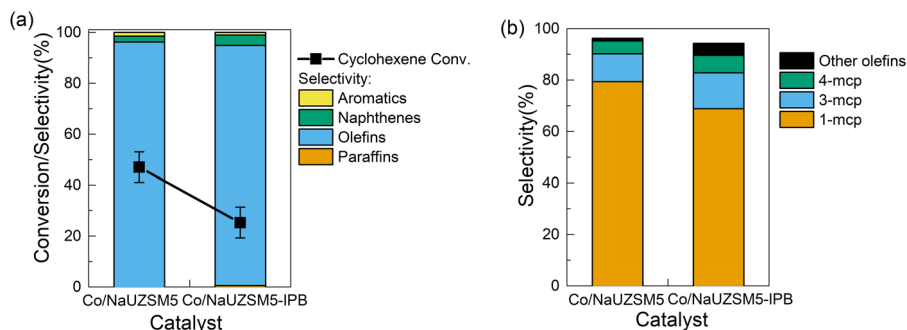 (a)
Conversion/Selectivity(%)
100
80
60
40
20
0
Co/NaUZSM5 Co/NaUZSM5-IPB
Catalyst
Cyclohexene Conv.
Selectivity:
Aromatics
Naphthenes
Olefins
Paraffins
(b)
Selectivity(%)
100
80
60
40
20
0
Co/NaUZSM5 Co/NaUZSM5-IPB
Catalyst
Other olefins
4-mcp
3-mcp
1-mcp